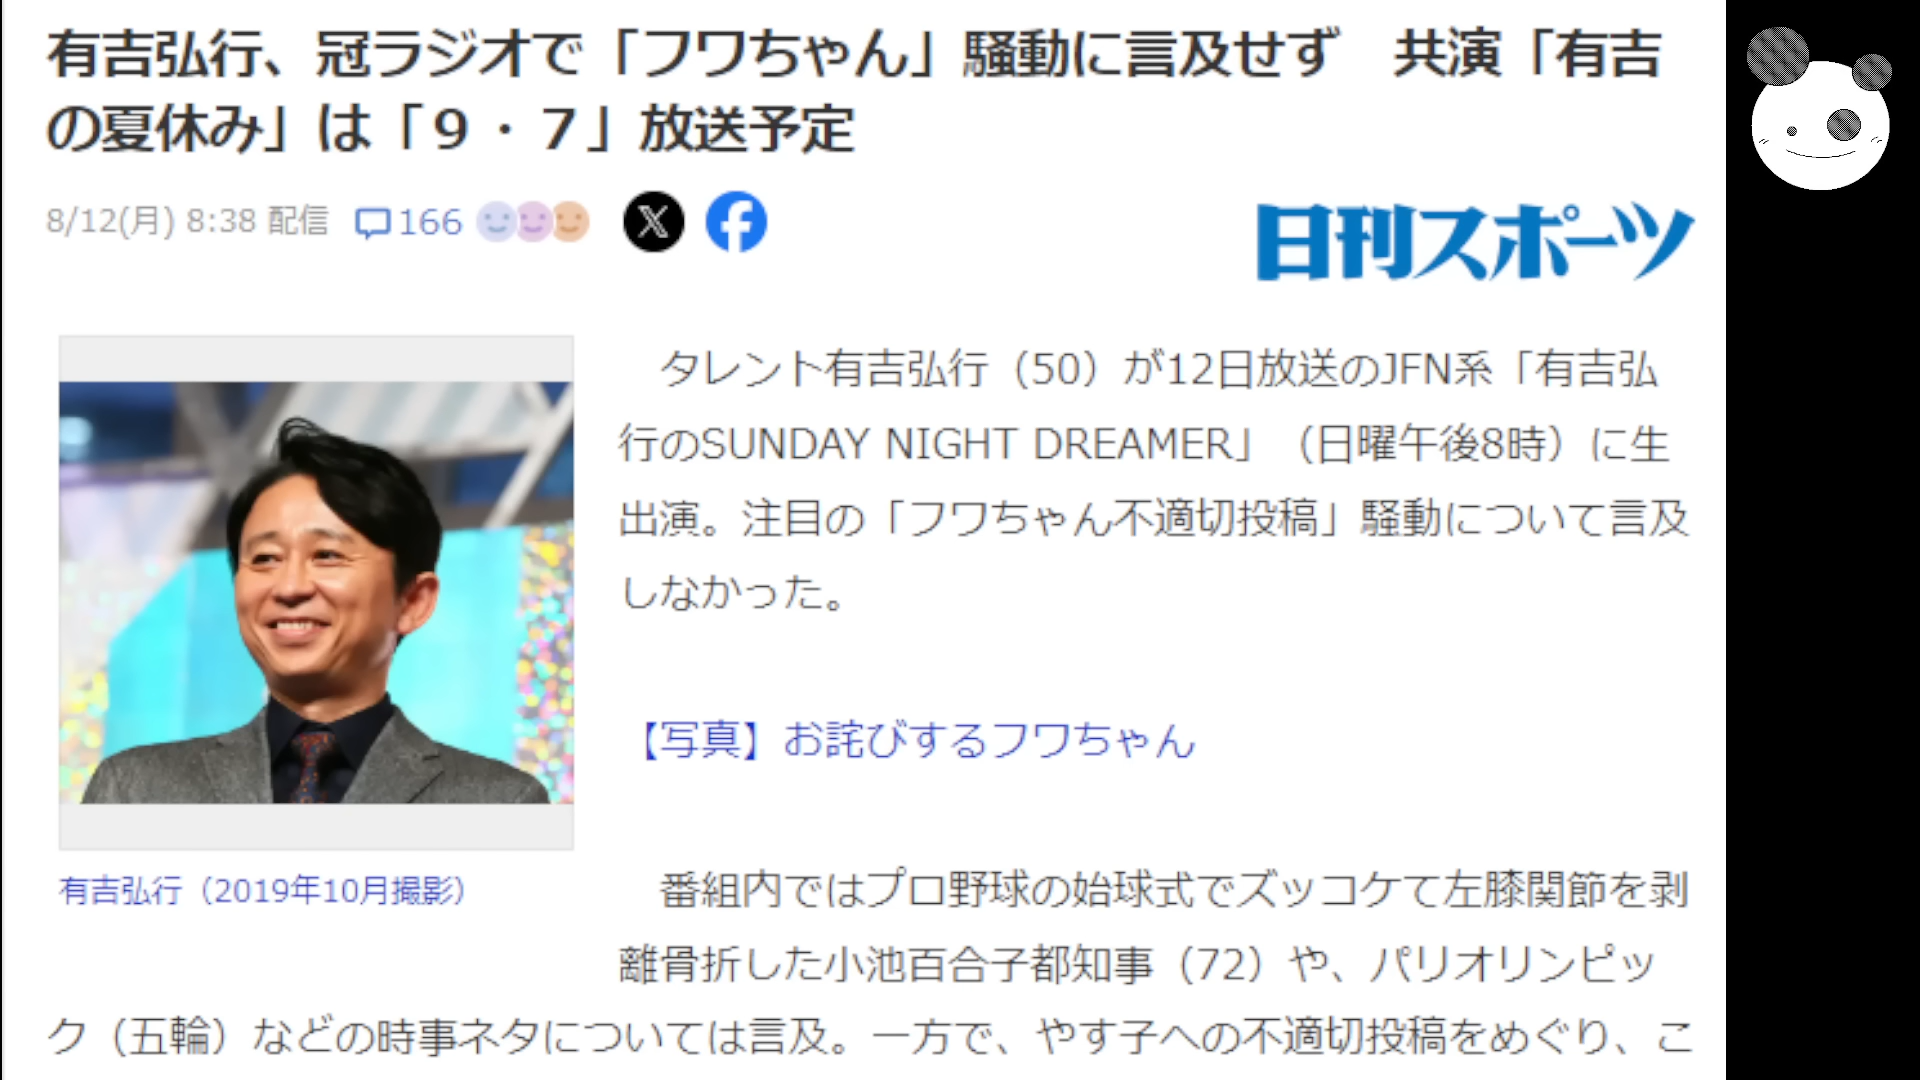 有吉弘行、冠ラジオで「フワちゃん」騒動に言及せず　共演「有吉
の夏休み」は「９・７」放送予定
8/12(月) 8:38 配信 166
日刊スポーツ
タレント有吉弘行（50）が12日放送のJFN系「有吉弘
行のSUNDAY NIGHT DREAMER」（日曜午後8時）に生
出演。注目の「フワちゃん不適切投稿」騒動について言及
しなかった。
【写真】お詫びするフワちゃん
有吉弘行（2019年10月撮影）
番組内ではプロ野球の始球式でズッコケて左膝関節を剥
離骨折した小池百合子都知事（72）や、パリオリンピッ
ク（五輪）などの時事ネタについては言及。一方で、やす子への不適切投稿をめぐり、こ